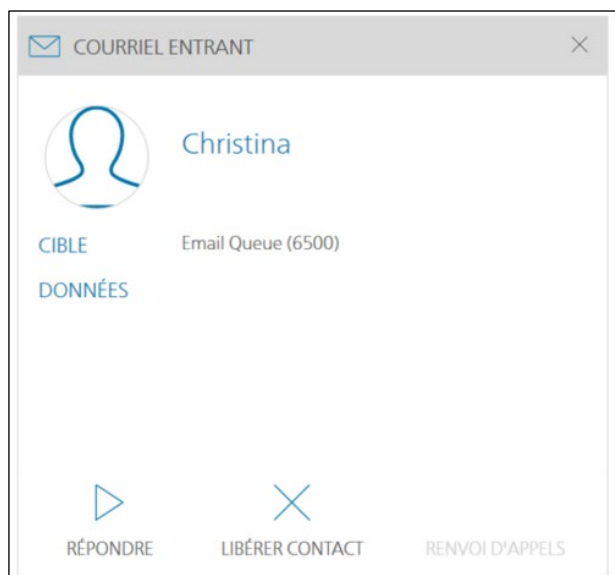 COURRIEL ENTRANT
Christina
CIBLE Email Queue (6500)
DONNÉES
RÉPONDRE LIBÉRER CONTACT RENVOI D'APPELS